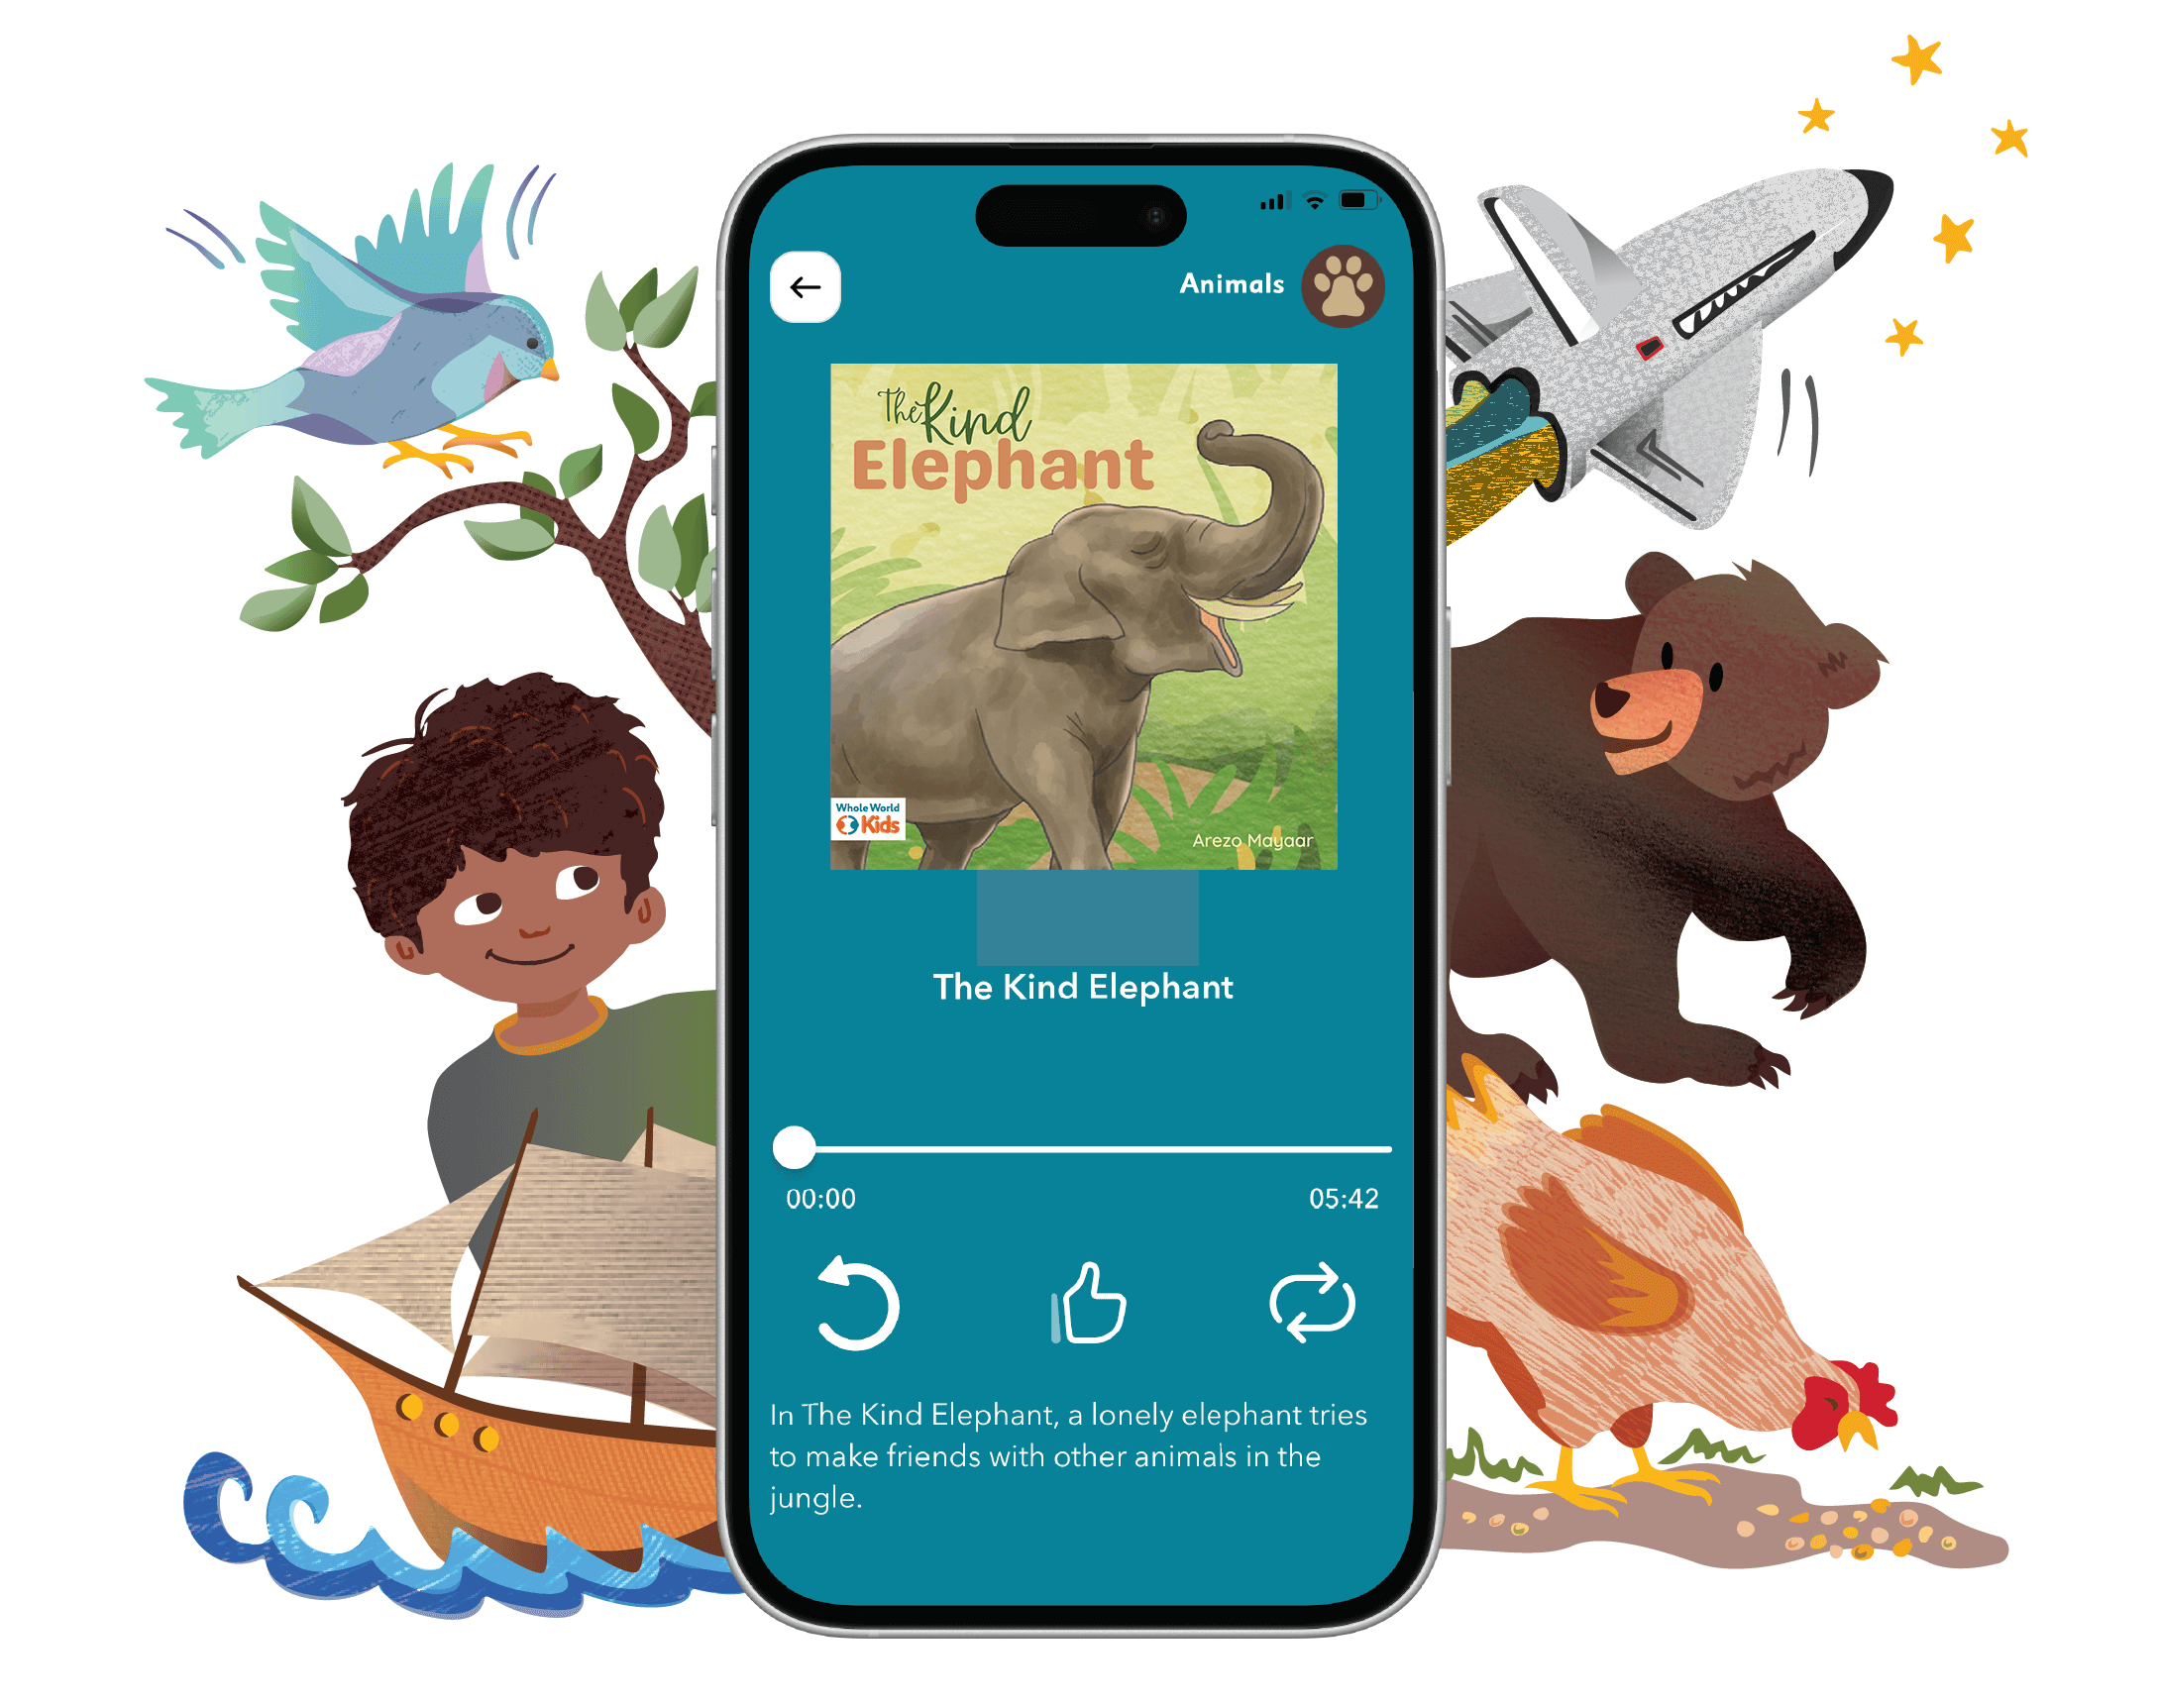 Animals
The Kind
Elephant
Whole World
Kids
Arezo Mayaar
The Kind Elephant
00:00
05:42
In The Kind Elephant, a lonely elephant tries
to make friends with other animals in the
jungle.